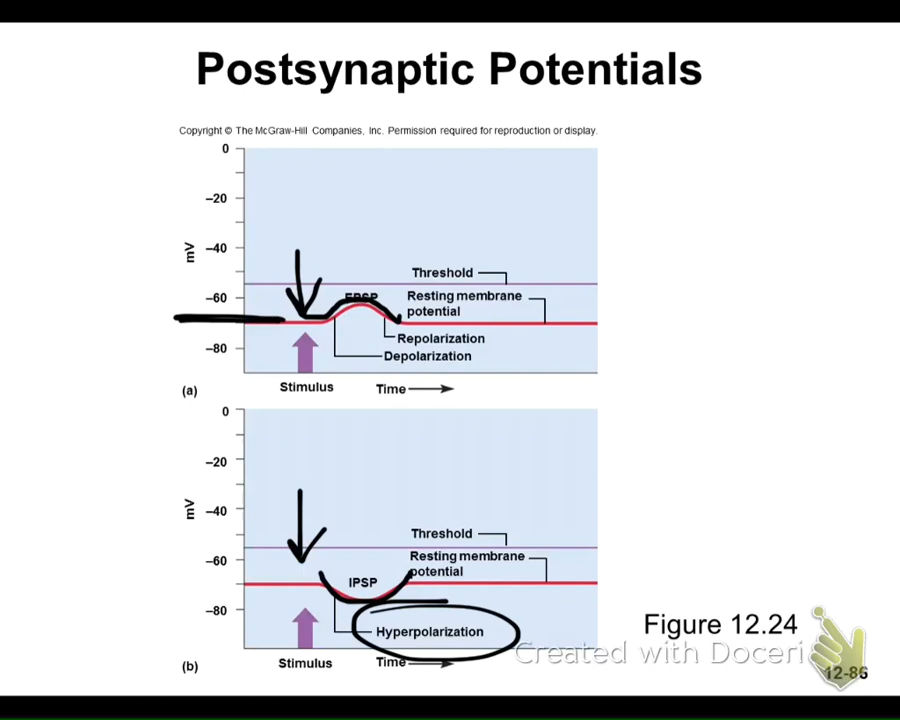 Postsynaptic Potentials
Copyright © The McGraw-Hill Companies, Inc. Permission required for reproduction or display.
0
–20
–40
mV
–60
–80
Threshold
EPSP
Resting membrane
potential
Repolarization
Depolarization
(a)
Stimulus
Time
0
–20
–40
mV
–60
–80
Threshold
Resting membrane
potential
IPSP
Hyperpolarization
(b)
Stimulus
Time
Figure 12.24
Created with Doceri
12-86